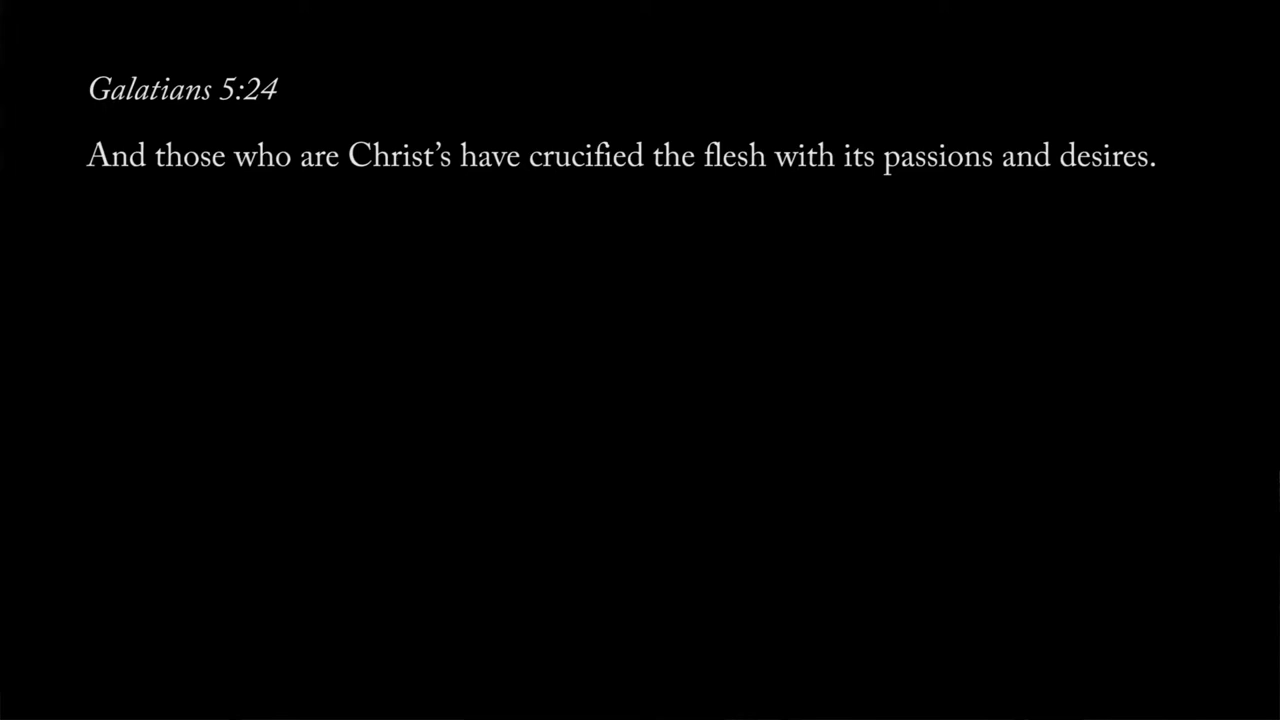 Galatians 5:24
And those who are Christ’s have crucified the flesh with its passions and desires.